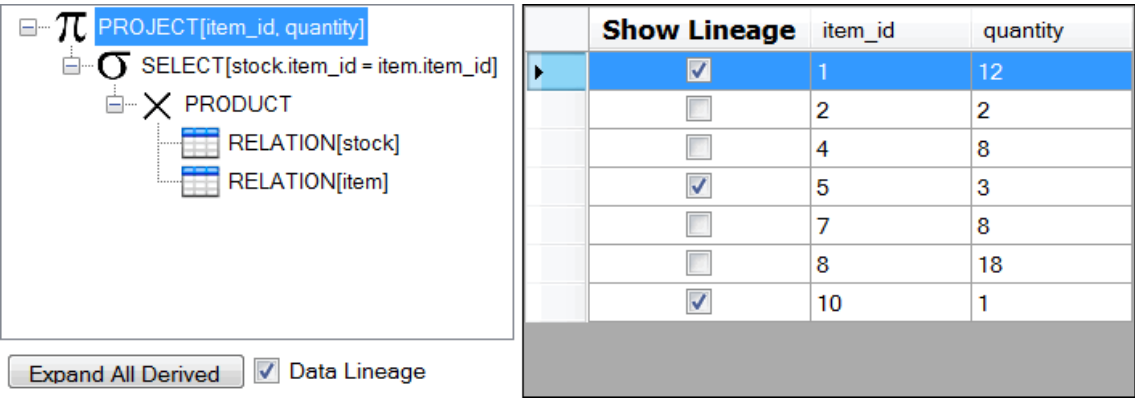 π PROJECT[item_id, quantity]
σ SELECT[stock.item_id = item.item_id]
× PRODUCT
RELATION[stock]
RELATION[item]
Expand All Derived Data Lineage
Show Lineage item_id quantity
1 12
2 2
4 8
5 3
7 8
8 18
10 1